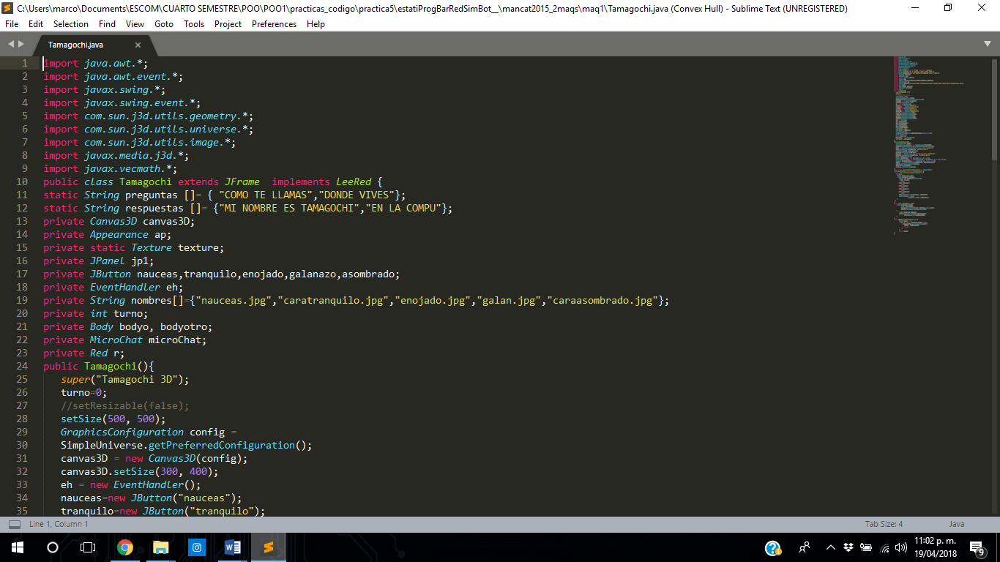 C:\Users\marco\Documents\ESCOM\CUARTO SEMESTRE\POO\POO1\practicas_codigo\practica5\estatiProgBarRedSimBot__\mancat2015_2maqs\maq1\Tamagochi.java (Convex Hull) - Sublime Text (UNREGISTERED)
File Edit Selection Find View Goto Tools Project Preferences Help
Tamagochi.java
1 import java.awt.*;
2 import java.awt.event.*;
3 import javax.swing.*;
4 import javax.swing.event.*;
5 import com.sun.j3d.utils.geometry.*;
6 import com.sun.j3d.utils.universe.*;
7 import com.sun.j3d.utils.image.*;
8 import javax.media.j3d.*;
9 import javax.vecmath.*;
10 public class Tamagochi extends JFrame  implements LeeRed {
11 static String preguntas []= { "COMO TE LLAMAS","DONDE VIVES"};
12 static String respuestas []= {"MI NOMBRE ES TAMAGOCHI","EN LA COMPU"};
13 private Canvas3D canvas3D;
14 private Appearance ap;
15 private static Texture texture;
16 private JPanel jp1;
17 private JButton nauceas,tranquilo,enojado,galanazo,asombrado;
18 private EventHandler eh;
19 private String nombres[]={"nauceas.jpg","caratranquilo.jpg","enojado.jpg","galan.jpg","caraasombrado.jpg"};
20 private int turno;
21 private Body bodyo, bodyotro;
22 private MicroChat microChat;
23 private Red r;
24 public Tamagochi(){
25    super("Tamagochi 3D");
26    turno=0;
27    //setResizable(false);
28    setSize(500, 500);
29    GraphicsConfiguration config =
30    SimpleUniverse.getPreferredConfiguration();
31    canvas3D = new Canvas3D(config);
32    canvas3D.setSize(300, 400);
33    eh = new EventHandler();
34    nauceas=new JButton("nauceas");
35    tranquilo=new JButton("tranquilo");
Line 1, Column 1
Tab Size: 4
Java
11:02 p. m.
19/04/2018
9